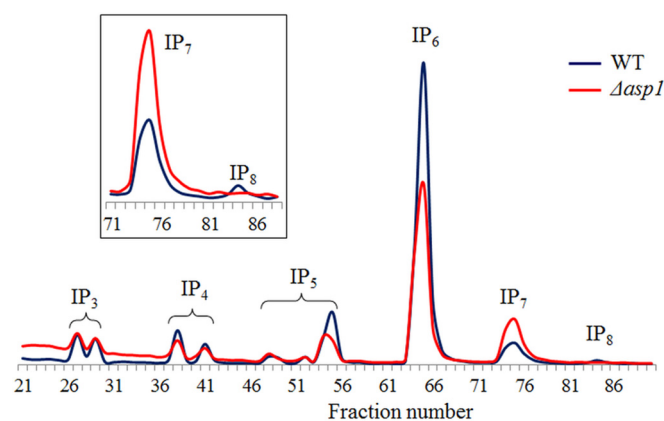 IP₇
IP₈
71 76 81 86
IP₆
WT
Δasp1
IP₃
IP₄
IP₅
IP₇
IP₈
21 26 31 36 41 46 51 56 61 66 71 76 81 86
Fraction number